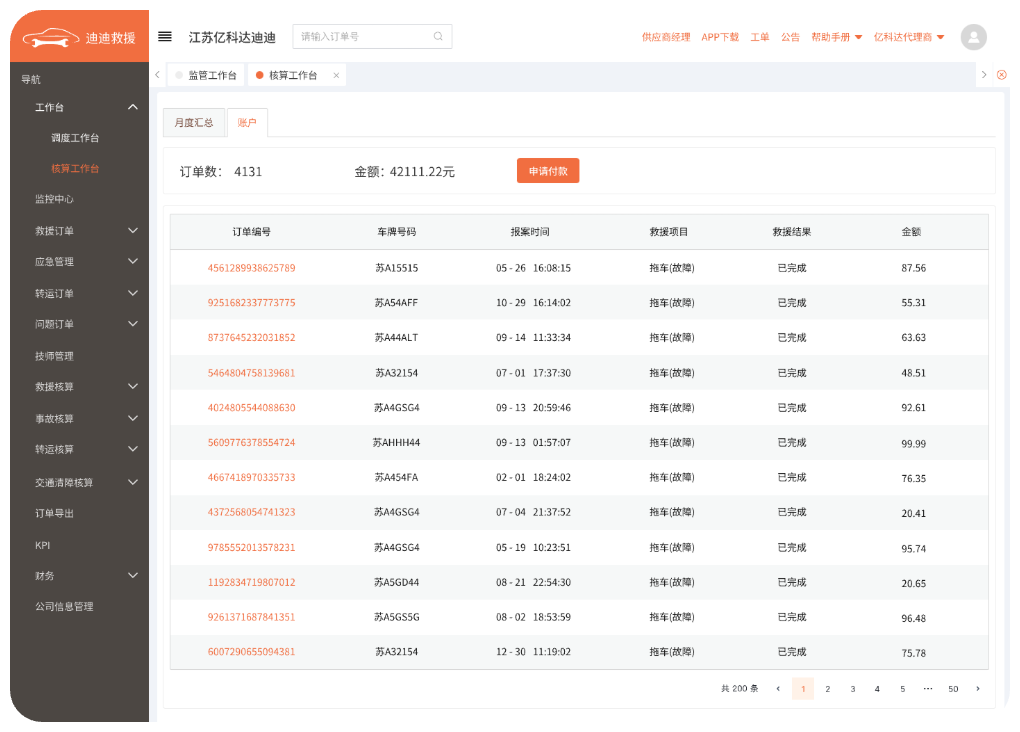 迪迪救援
江苏亿科达迪迪
请输入订单号
供应商经理 APP下载 工单 公告 帮助手册 亿科达代理商
导航
工作台
调度工作台
核算工作台
监控中心
救援订单
应急管理
转运订单
问题订单
技师管理
救援核算
事故核算
转运核算
交通清障核算
订单导出
KPI
财务
公司信息管理
监管工作台 核算工作台 ×
月度汇总 账户
订单数： 4131 金额：42111.22元 申请付款
订单编号 车牌号码 报案时间 救援项目 救援结果 金额
4561289938625789 苏A15515 05 - 26 16:08:15 拖车(故障) 已完成 87.56
9251682337773775 苏A54AFF 10 - 29 16:14:02 拖车(故障) 已完成 55.31
8737645232031852 苏A44ALT 09 - 14 11:33:34 拖车(故障) 已完成 63.63
5464804758139681 苏A32154 07 - 01 17:37:30 拖车(故障) 已完成 48.51
4024805544088630 苏A4GSG4 09 - 13 20:59:46 拖车(故障) 已完成 92.61
5609776378554724 苏AHHH44 09 - 13 01:57:07 拖车(故障) 已完成 99.99
4667418970335733 苏A454FA 02 - 01 18:24:02 拖车(故障) 已完成 76.35
4372568054741323 苏A4GSG4 07 - 04 21:37:52 拖车(故障) 已完成 20.41
9785552013578231 苏A4GSG4 05 - 19 10:23:51 拖车(故障) 已完成 95.74
1192834719807012 苏A5GD44 08 - 21 22:54:30 拖车(故障) 已完成 20.65
9261371687841351 苏A5GS5G 08 - 02 18:53:59 拖车(故障) 已完成 96.48
6007290655094381 苏A32154 12 - 30 11:19:02 拖车(故障) 已完成 75.78
共 200 条 ‹ 1 2 3 4 5 ··· 50 ›